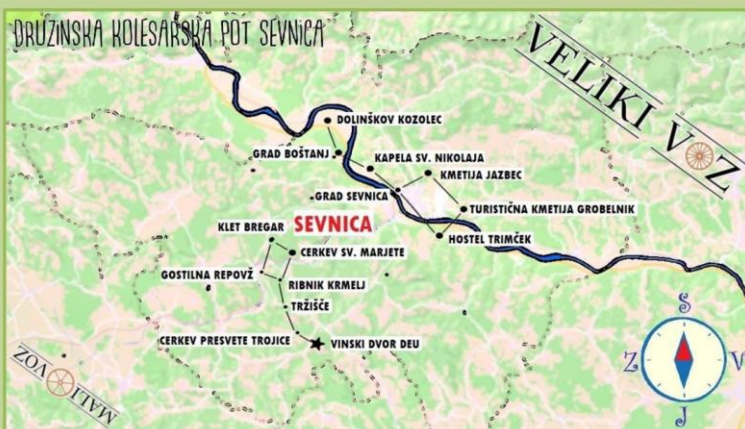 DRUŽINSKA KOLESARSKA POT SEVNICA
VELIKI VOZ
DOLINŠKOV KOZOLEC
GRAD BOŠTANJ
KAPELA SV. NIKOLAJA
KMETIJA JAZBEC
GRAD SEVNICA
TURISTIČNA KMETIJA GROBELNIK
KLET BREGAR
SEVNICA
HOSTEL TRIMČEK
CERKEV SV. MARJETE
GOSTILNA REPOVŽ
RIBNIK KRMELJ
TRŽIŠČE
CERKEV PRESVETE TROJICE
VINSKI DVOR DEU
MALI VOZ
S
Z
V
J